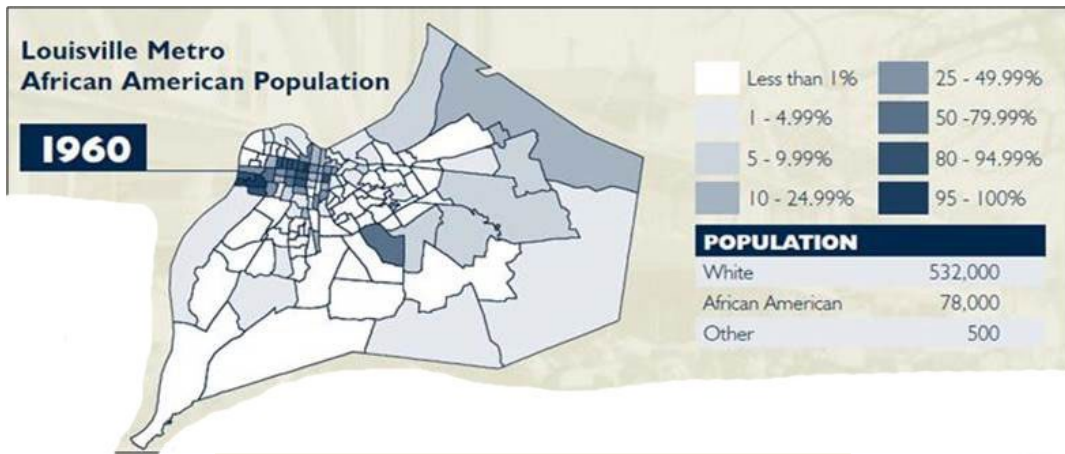 Louisville Metro
African American Population
1960
Less than 1%
1 - 4.99%
5 - 9.99%
10 - 24.99%
25 - 49.99%
50 -79.99%
80 - 94.99%
95 - 100%
POPULATION
White 532,000
African American 78,000
Other 500